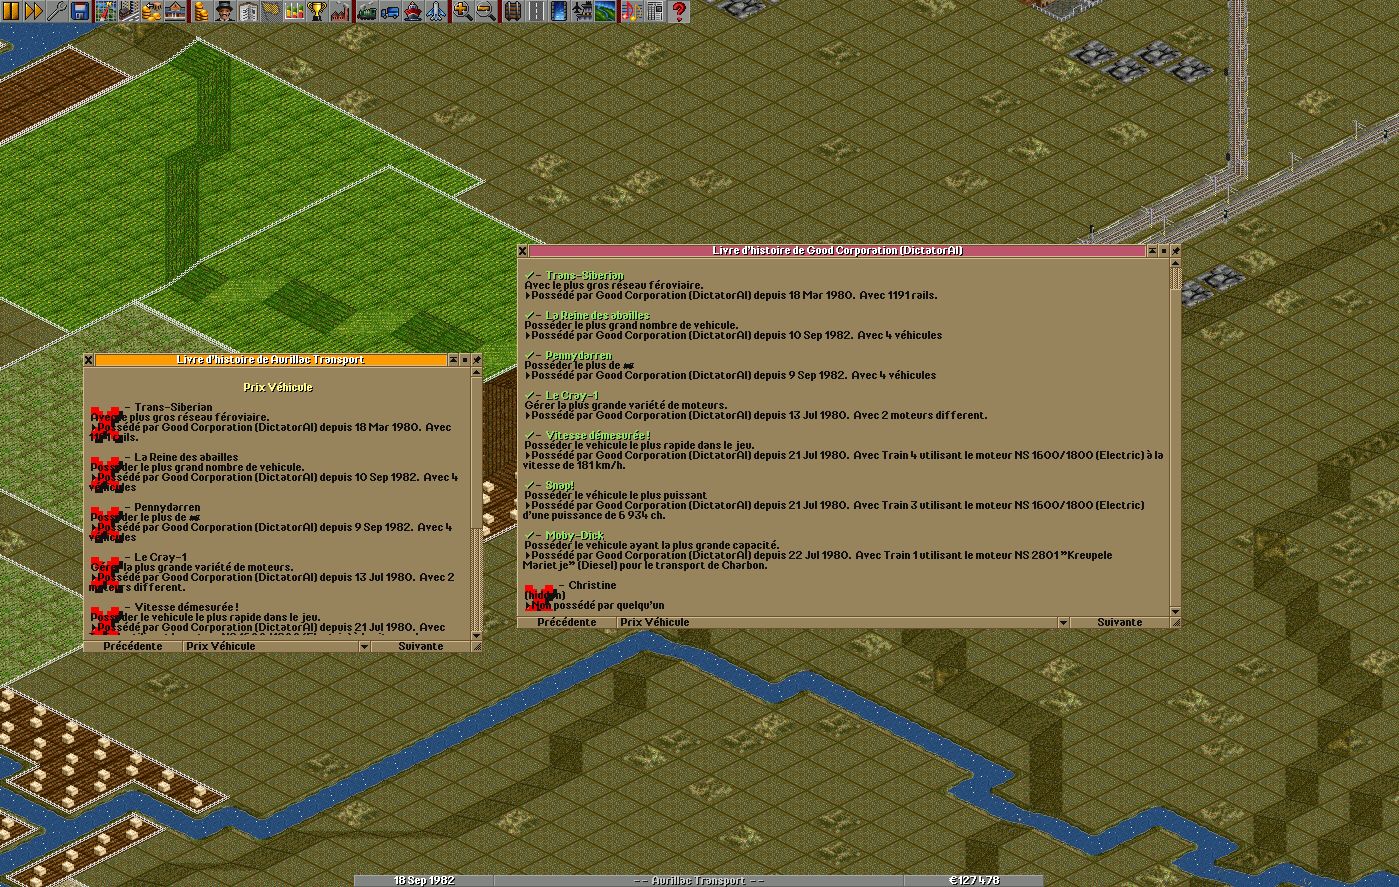 Livre d'histoire de Good Corporation (DictatorAI)
✓- Trans-Siberian
Avec le plus gros réseau féroviaire.
Possédé par Good Corporation (DictatorAI) depuis 18 Mar 1980. Avec 1191 rails.
✓- La Reine des abailles
Posséder le plus grand nombre de vehicule.
Possédé par Good Corporation (DictatorAI) depuis 10 Sep 1982. Avec 4 véhicules
✓- Pennydarren
Posséder le plus de
Possédé par Good Corporation (DictatorAI) depuis 9 Sep 1982. Avec 4 véhicules
✓- Le Cray-1
Gérer la plus grande variété de moteurs.
Possédé par Good Corporation (DictatorAI) depuis 13 Jul 1980. Avec 2 moteurs different.
✓- Vitesse démesurée !
Posséder le vehicule le plus rapide dans le jeu.
Possédé par Good Corporation (DictatorAI) depuis 21 Jul 1980. Avec Train 4 utilisant le moteur NS 1600/1800 (Electric) à la
vitesse de 181 km/h.
✓- Snap!
Posséder le véhicule le plus puissant
Possédé par Good Corporation (DictatorAI) depuis 21 Jul 1980. Avec Train 3 utilisant le moteur NS 1600/1800 (Electric)
d'une puissance de 6 934 ch.
✓- Moby-Dick
Posséder le vehicule ayant la plus grande capacité.
Possédé par Good Corporation (DictatorAI) depuis 22 Jul 1980. Avec Train 1 utilisant le moteur NS 2801 "Kreupele
Marietje" (Diesel) pour le transport de Charbon.
- Christine
(hidden)
Non possédé par quelqu'un
Précédente
Prix Véhicule
Suivante
Livre d'histoire de Aurillac Transport
Prix Véhicule
- Trans-Siberian
Avec le plus gros réseau féroviaire.
Possédé par Good Corporation (DictatorAI) depuis 18 Mar 1980. Avec
1191 rails.
- La Reine des abailles
Posséder le plus grand nombre de vehicule.
Possédé par Good Corporation (DictatorAI) depuis 10 Sep 1982. Avec 4
véhicules
- Pennydarren
Posséder le plus de
Possédé par Good Corporation (DictatorAI) depuis 9 Sep 1982. Avec 4
véhicules
- Le Cray-1
Gérer la plus grande variété de moteurs.
Possédé par Good Corporation (DictatorAI) depuis 13 Jul 1980. Avec 2
moteurs different.
- Vitesse démesurée !
Posséder le vehicule le plus rapide dans le jeu.
Possédé par Good Corporation (DictatorAI) depuis 21 Jul 1980. Avec
Précédente
Prix Véhicule
Suivante
18 Sep 1982
-- Aurillac Transport --
€127 478